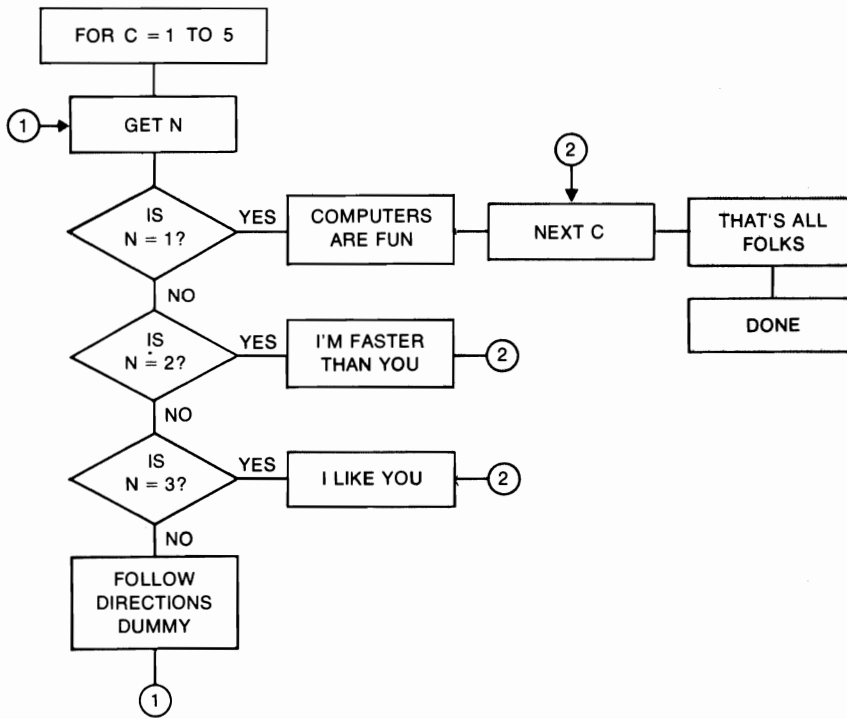 FOR C = 1 TO 5
1
GET N
2
IS
N = 1?
YES
COMPUTERS
ARE FUN
NEXT C
THAT'S ALL
FOLKS
NO
DONE
IS
N = 2?
YES
I'M FASTER
THAN YOU
2
NO
IS
N = 3?
YES
I LIKE YOU
2
NO
FOLLOW
DIRECTIONS
DUMMY
1